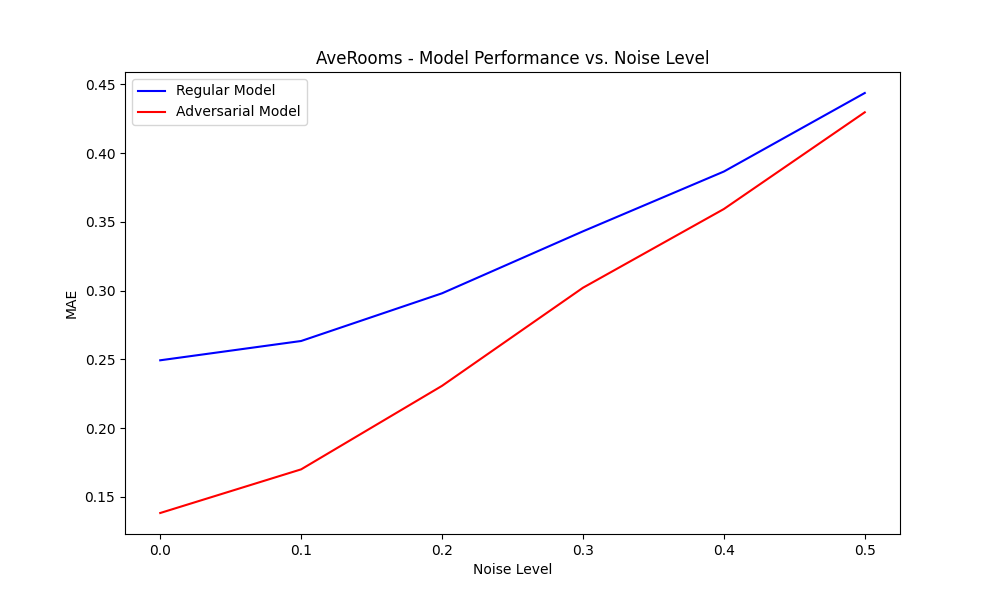 AveRooms - Model Performance vs. Noise Level
Regular Model
Adversarial Model
0.45
0.40
0.35
0.30
0.25
0.20
0.15
MAE
0.0 0.1 0.2 0.3 0.4 0.5
Noise Level